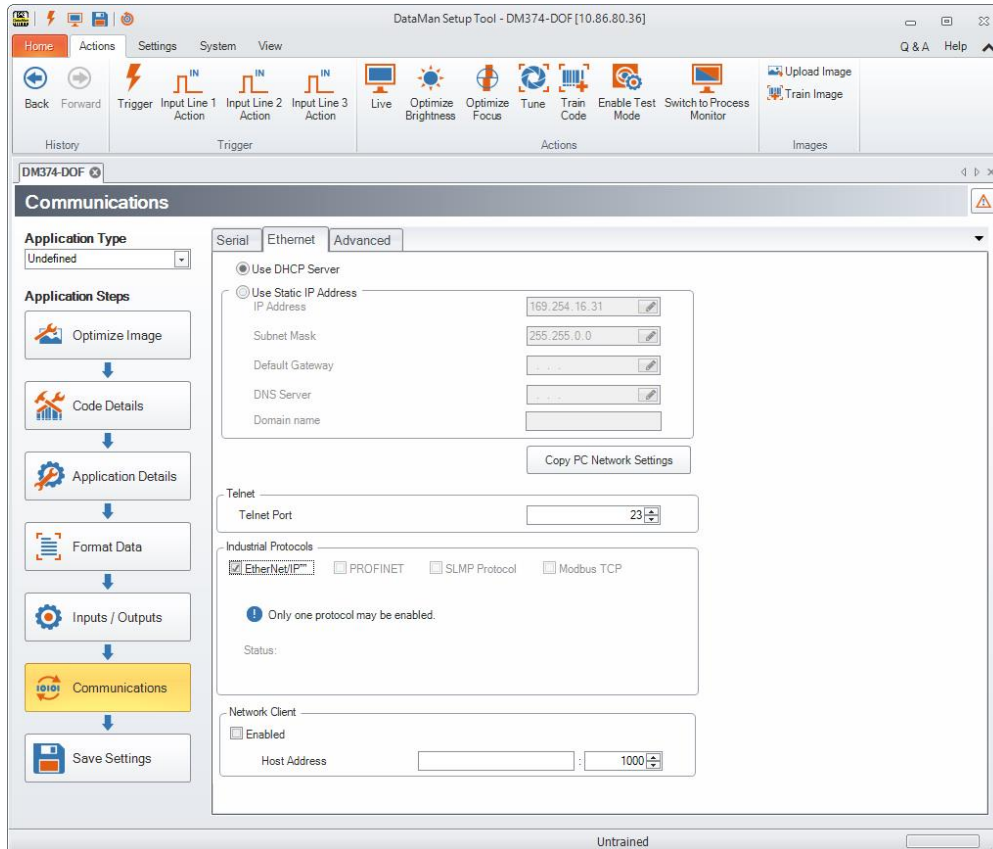 DataMan Setup Tool - DM374-DOF [10.86.80.36]
Home Actions Settings System View Q & A Help
Back Forward
History
Trigger Input Line 1 Action Input Line 2 Action Input Line 3 Action
IN IN IN
Trigger
Live Optimize Brightness Optimize Focus Tune Train Code Enable Test Mode Switch to Process Monitor
Actions
Upload Image
Train Image
Images
DM374-DOF
Communications
Application Type
Undefined
Application Steps
Optimize Image
Code Details
Application Details
Format Data
Inputs / Outputs
10101
Communications
Save Settings
Serial Ethernet Advanced
Use DHCP Server
Use Static IP Address
IP Address 169.254.16.31
Subnet Mask 255.255.0.0
Default Gateway . . .
DNS Server . . .
Domain name
Copy PC Network Settings
Telnet
Telnet Port 23
Industrial Protocols
EtherNet/IP™ PROFINET SLMP Protocol Modbus TCP
Only one protocol may be enabled.
Status:
Network Client
Enabled
Host Address : 1000
Untrained